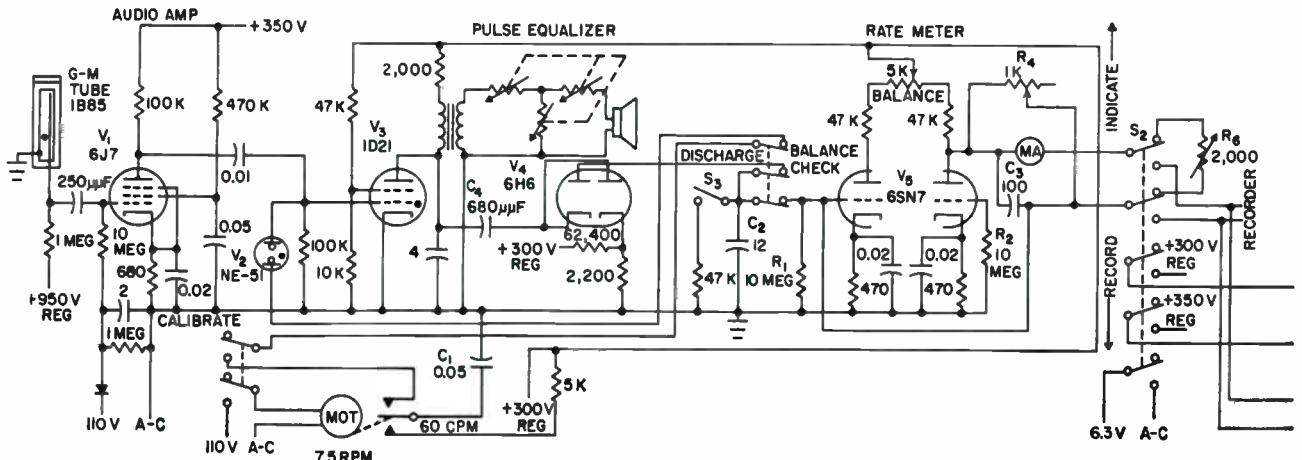 AUDIO AMP
+350 V
PULSE EQUALIZER
RATE METER
G-M
TUBE
1B85
100 K
470 K
V1
6J7
0.01
250μμF
1 MEG
10
MEG
680
0.02
2
1 MEG
+950 V
REG
0.05
V2
NE-51
CALIBRATE
110 V A-C
110 V A-C
MOT
7.5 RPM
60 CPM
C1
0.05
+300 V
REG
5 K
47 K
2,000
V3
1D21
100 K
10 K
4
C4
680μμF
V4
6H6
+300 V
REG
62,400
2,200
DISCHARGE
BALANCE
CHECK
S3
47 K
C2
12
R1
10 MEG
5 K
BALANCE
47 K
47 K
V5
6SN7
0.02
0.02
470
470
R2
10
MEG
R4
1 K
MA
C3
100
INDICATE
RECORD
S2
R6
2,000
RECORDER
+300 V
REG
+350 V
REG
6.3 V A-C